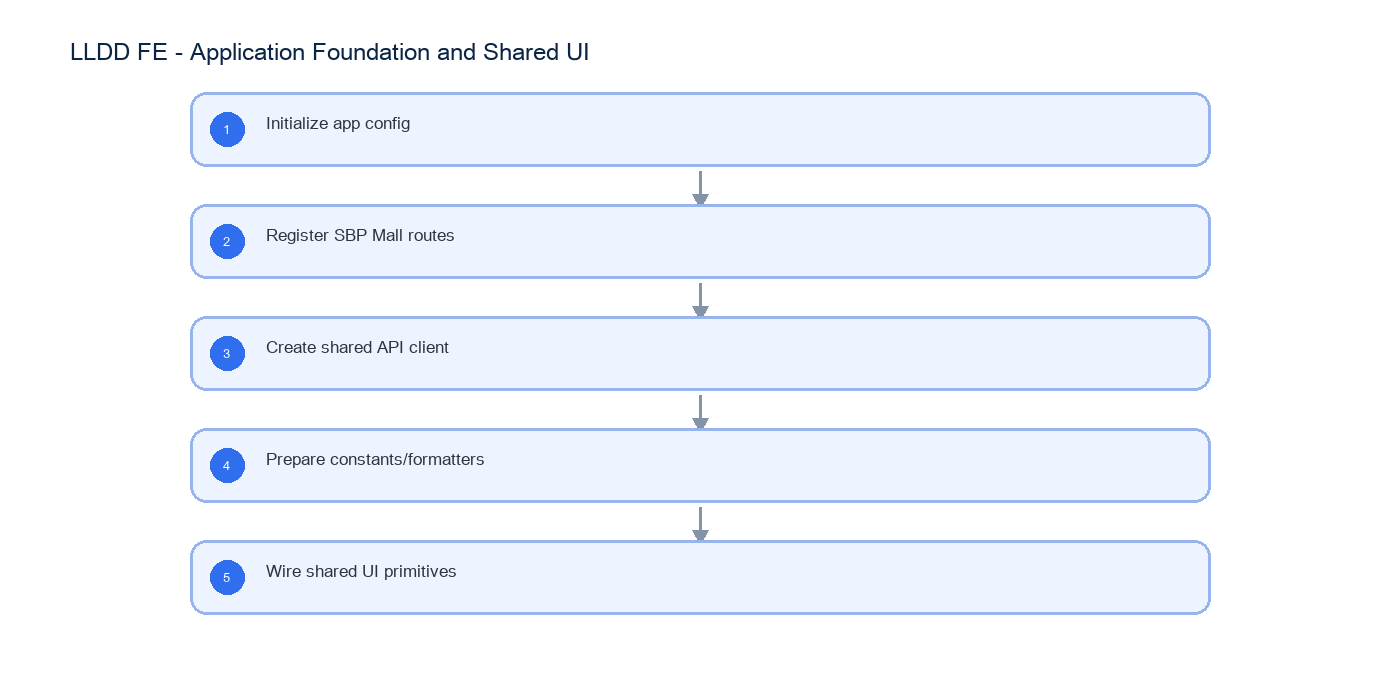 LLDD FE - Application Foundation and Shared UI
1 Initialize app config
2 Register SBP Mall routes
3 Create shared API client
4 Prepare constants/formatters
5 Wire shared UI primitives